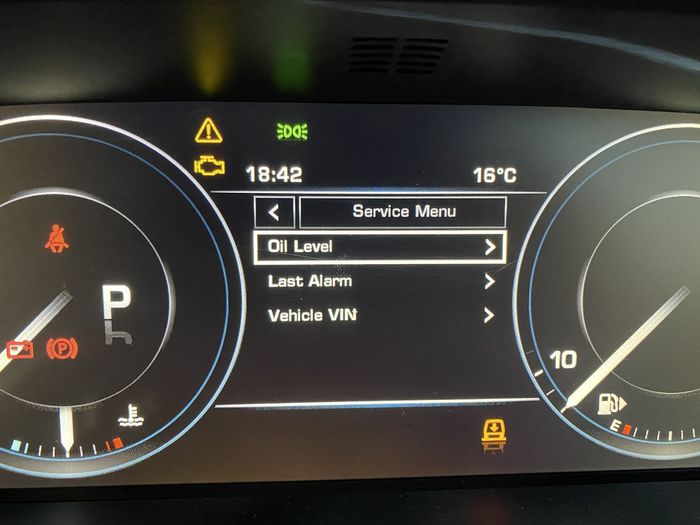 18:42 16°C
< Service Menu
Oil Level >
Last Alarm >
Vehicle VIN >
P
P
10
E